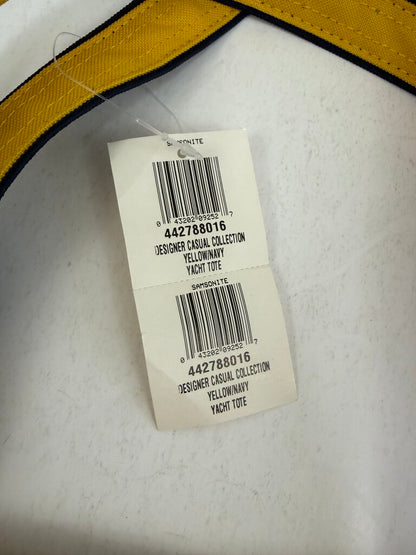 SAMSONITE
0 43202 09252 7
442788016
DESIGNER CASUAL COLLECTION
YELLOW/NAVY
YACHT TOTE
SAMSONITE
0 43202 09252 7
442788016
DESIGNER CASUAL COLLECTION
YELLOW/NAVY
YACHT TOTE